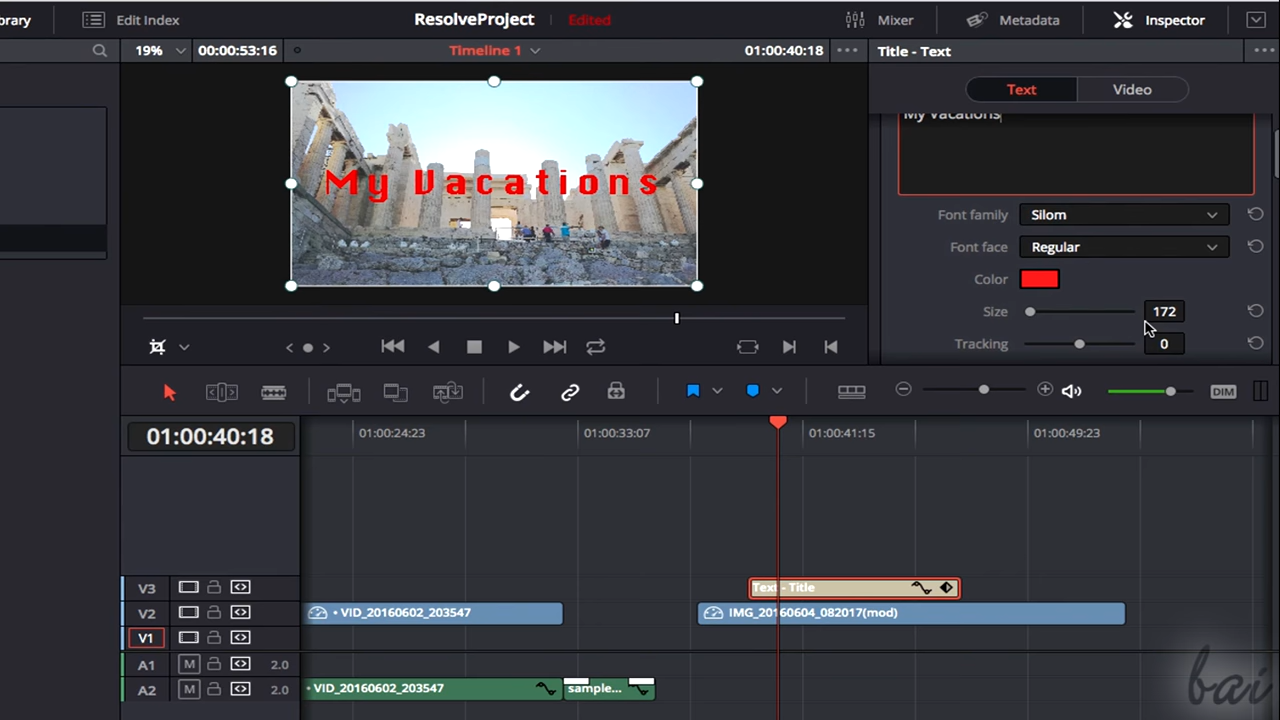 orary Edit Index ResolveProject Edited Mixer Metadata Inspector
19% 00:00:53:16 Timeline 1 01:00:40:18 ••• Title - Text •••
Text Video
My Vacations
My Vacations
Font family Silom
Font face Regular
Color
Size 172
Tracking 0
DIM
01:00:40:18 01:00:24:23 01:00:33:07 01:00:41:15 01:00:49:23
V3 Text - Title
V2 • VID_20160602_203547 IMG_20160604_082017(mod)
V1
A1 M 2.0
A2 M 2.0 • VID_20160602_203547 sample...
bai